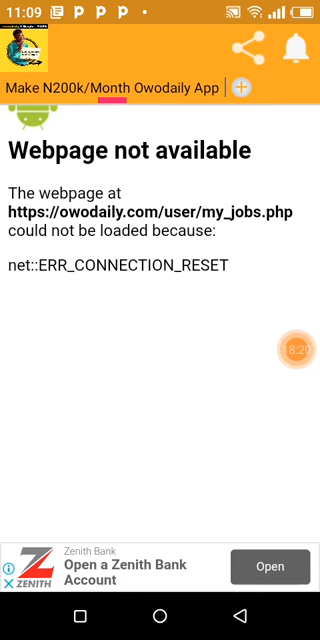 11:09
Make N200k/Month Owodaily App
Webpage not available
The webpage at
https://owodaily.com/user/my_jobs.php
could not be loaded because:
net::ERR_CONNECTION_RESET
18:20
Zenith Bank
Open a Zenith Bank
Account
Open
ZENITH